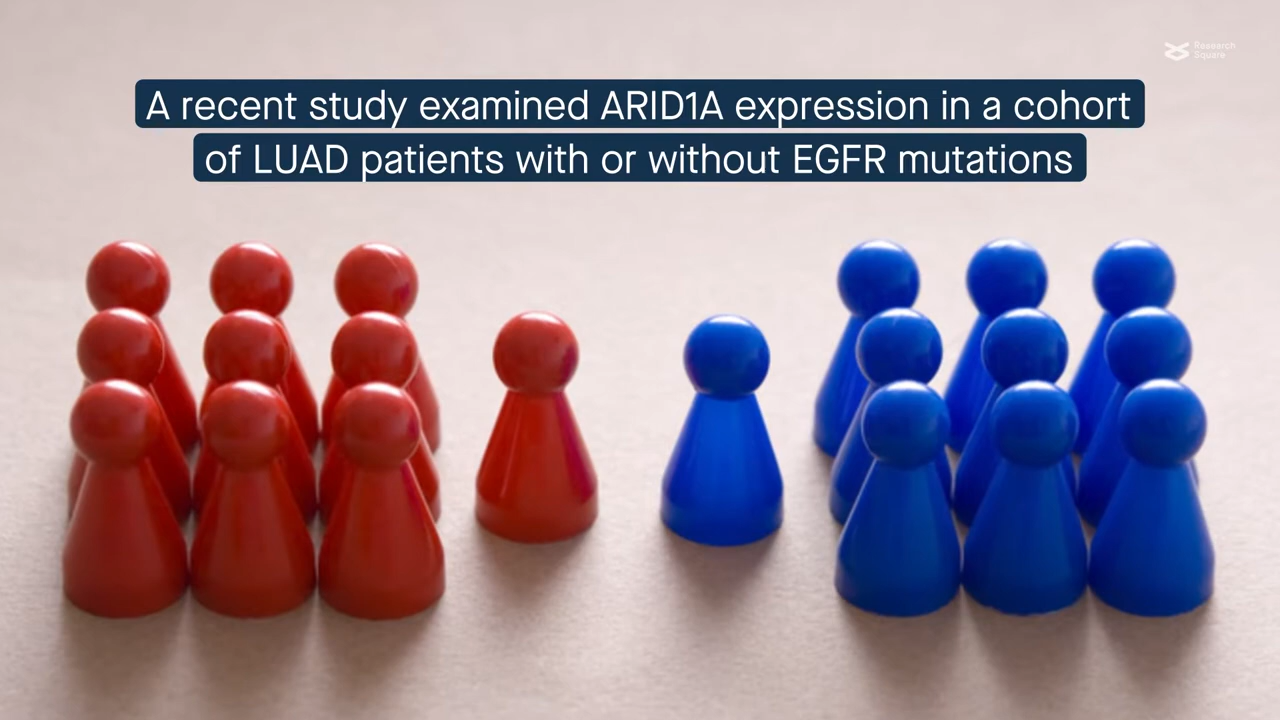 A recent study examined ARID1A expression in a cohort
of LUAD patients with or without EGFR mutations
Research
Square